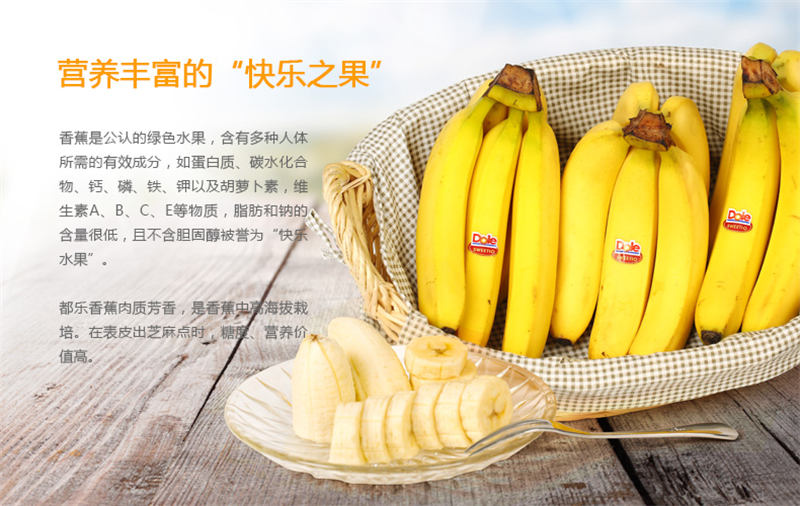 营养丰富的“快乐之果”
香蕉是公认的绿色水果，含有多种人体
所需的有效成分，如蛋白质、碳水化合
物、钙、磷、铁、钾以及胡萝卜素，维
生素A、B、C、E等物质，脂肪和钠的
含量很低，且不含胆固醇被誉为“快乐
水果”。
都乐香蕉肉质芳香，是香蕉中高海拔栽
培。在表皮出芝麻点时，糖度、营养价
值高。
Dole
SWEETIO
Dole
SWEETIO
Dole
SWEETIO